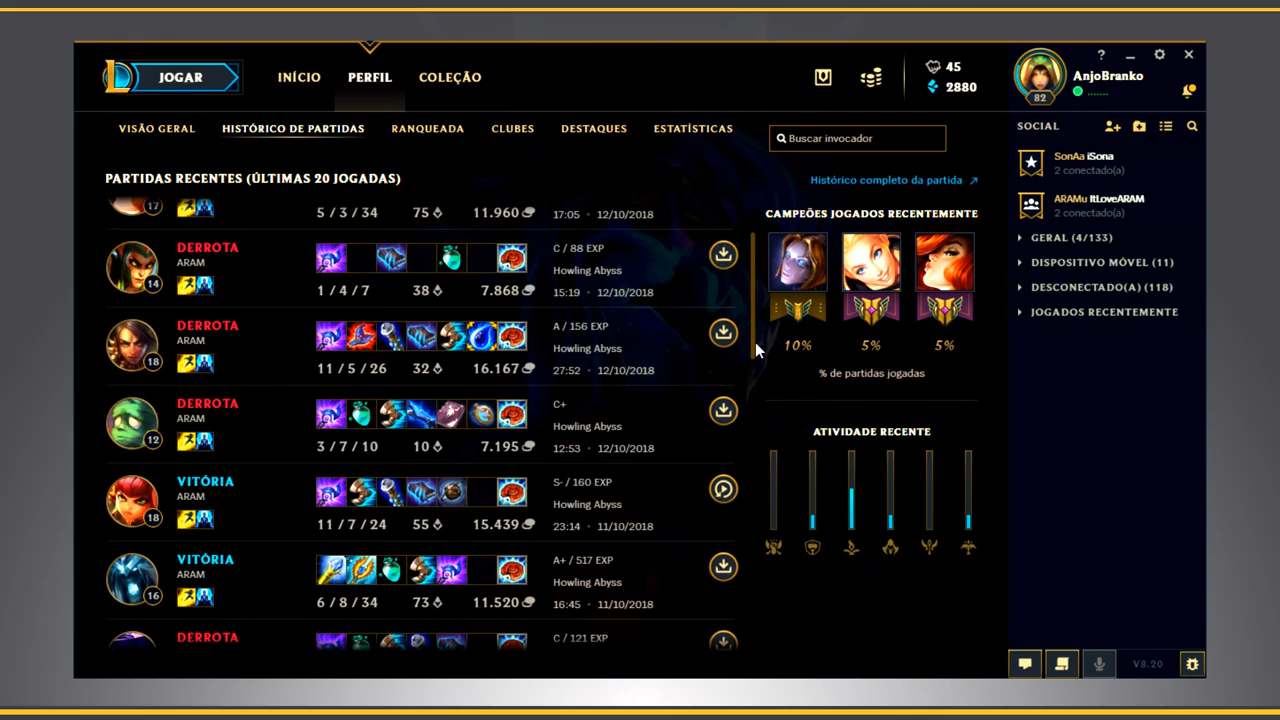 JOGAR
INÍCIO
PERFIL
COLEÇÃO
45
2880
?
AnjoBranko
82
VISÃO GERAL
HISTÓRICO DE PARTIDAS
RANQUEADA
CLUBES
DESTAQUES
ESTATÍSTICAS
Buscar invocador
SOCIAL
PARTIDAS RECENTES (ÚLTIMAS 20 JOGADAS)
Histórico completo da partida
17
5 / 3 / 34
75
11.960
17:05 • 12/10/2018
DERROTA
ARAM
14
1 / 4 / 7
38
7.868
C / 88 EXP
Howling Abyss
15:19 • 12/10/2018
DERROTA
ARAM
18
11 / 5 / 26
32
16.167
A / 156 EXP
Howling Abyss
27:52 • 12/10/2018
DERROTA
ARAM
12
3 / 7 / 10
10
7.195
C+
Howling Abyss
12:53 • 12/10/2018
VITÓRIA
ARAM
18
11 / 7 / 24
55
15.439
S- / 160 EXP
Howling Abyss
23:14 • 11/10/2018
VITÓRIA
ARAM
16
6 / 8 / 34
73
11.520
A+ / 517 EXP
Howling Abyss
16:45 • 11/10/2018
DERROTA
C / 121 EXP
CAMPEÕES JOGADOS RECENTEMENTE
10%
5%
5%
% de partidas jogadas
ATIVIDADE RECENTE
SonAa iSona
2 conectado(a)
ARAMu ItLoveARAM
2 conectado(a)
GERAL (4/133)
DISPOSITIVO MÓVEL (11)
DESCONECTADO(A) (118)
JOGADOS RECENTEMENTE
V8.20